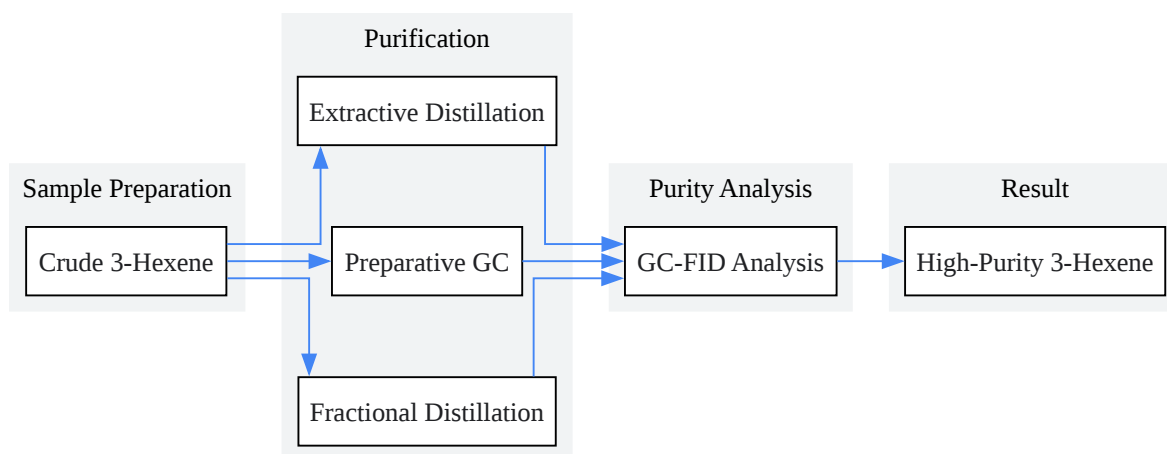 Purification
Extractive Distillation
Sample Preparation
Crude 3-Hexene
Preparative GC
Fractional Distillation
Purity Analysis
GC-FID Analysis
Result
High-Purity 3-Hexene